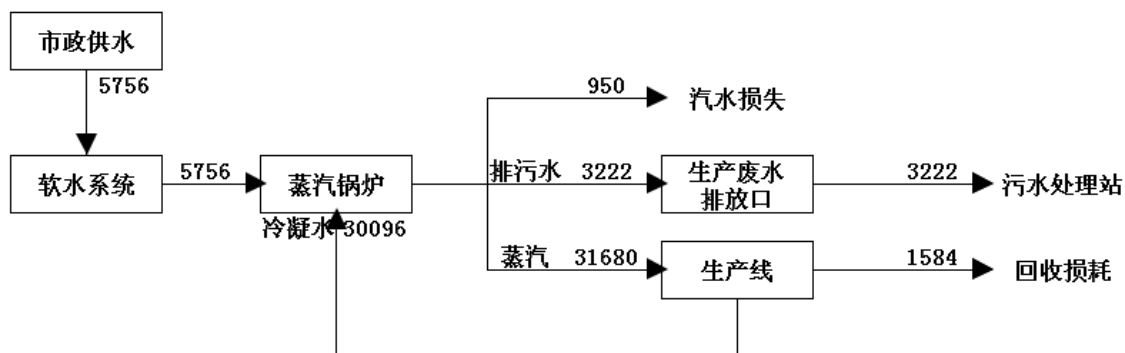 市政供水
5756
950
汽水损失
软水系统
5756
蒸汽锅炉
排污水
3222
生产废水
排放口
3222
污水处理站
冷凝水 30096
蒸汽
31680
生产线
1584
回收损耗